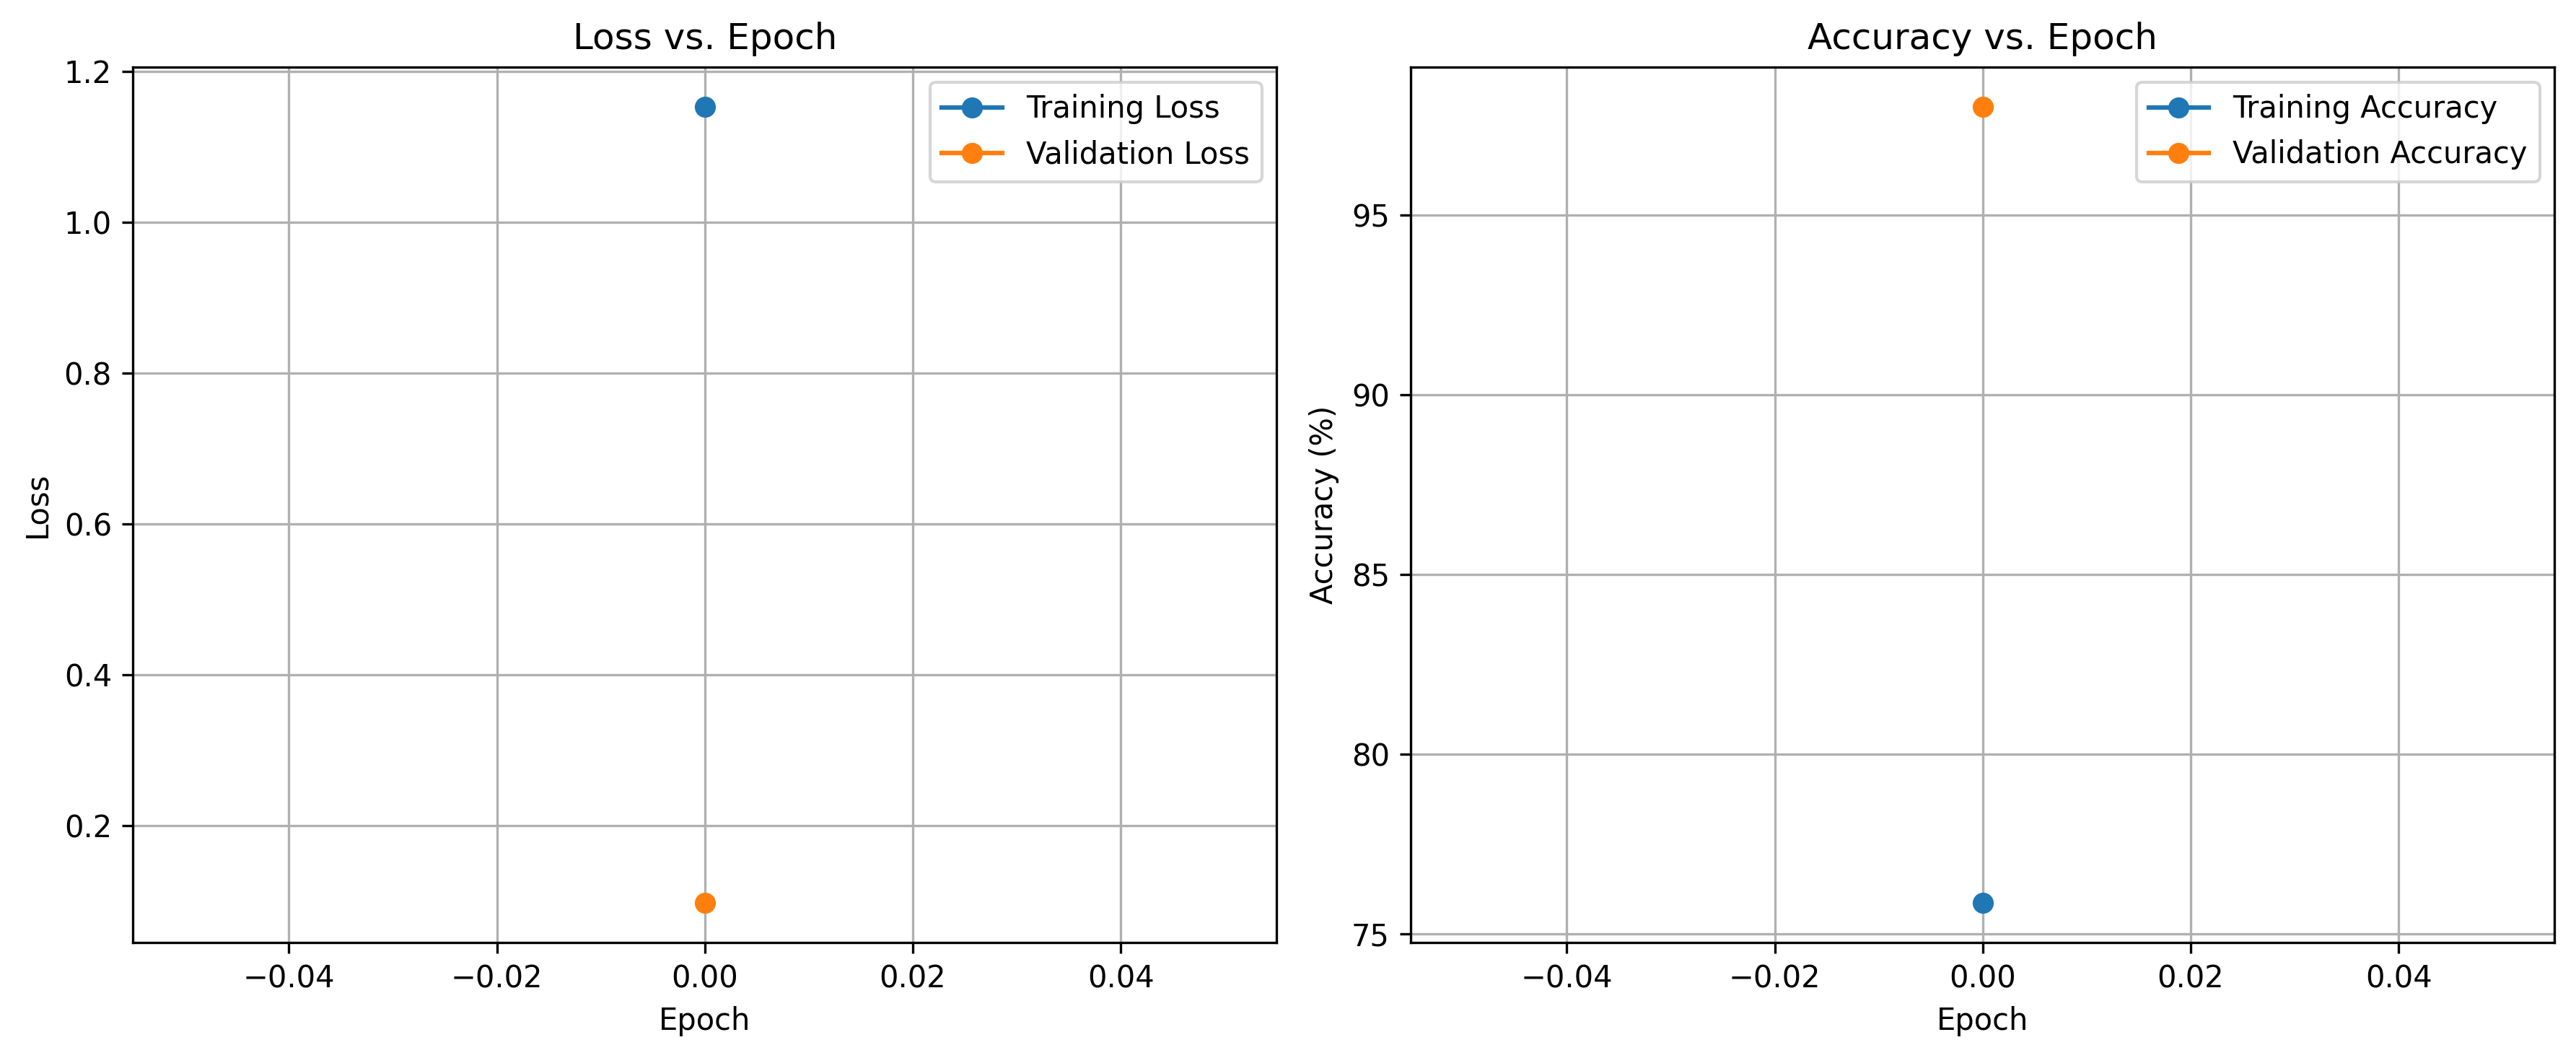 Loss vs. Epoch
1.2
1.0
0.8
0.6
0.4
0.2
Loss
Training Loss
Validation Loss
−0.04 −0.02 0.00 0.02 0.04
Epoch
Accuracy vs. Epoch
95
90
85
80
75
Accuracy (%)
Training Accuracy
Validation Accuracy
−0.04 −0.02 0.00 0.02 0.04
Epoch